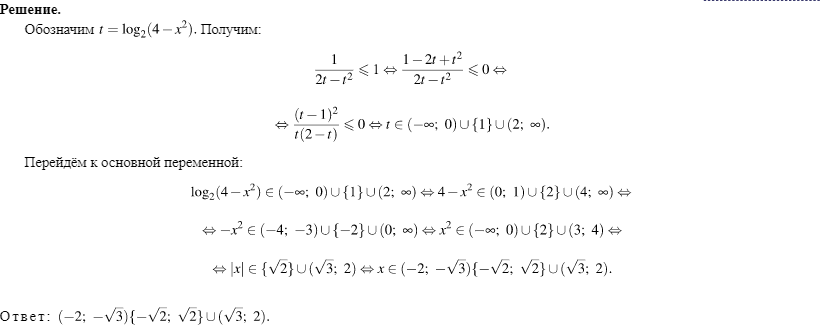 Решение.
Обозначим t = log₂(4 − x²). Получим:
1/(2t − t²) ⩽ 1 ⇔ (1 − 2t + t²)/(2t − t²) ⩽ 0 ⇔
⇔ (t − 1)²/(t(2 − t)) ⩽ 0 ⇔ t ∈ (−∞; 0) ∪ {1} ∪ (2; ∞).
Перейдём к основной переменной:
log₂(4 − x²) ∈ (−∞; 0) ∪ {1} ∪ (2; ∞) ⇔ 4 − x² ∈ (0; 1) ∪ {2} ∪ (4; ∞) ⇔
⇔ −x² ∈ (−4; −3) ∪ {−2} ∪ (0; ∞) ⇔ x² ∈ (−∞; 0) ∪ {2} ∪ (3; 4) ⇔
⇔ |x| ∈ {√2} ∪ (√3; 2) ⇔ x ∈ (−2; −√3){−√2; √2} ∪ (√3; 2).
Ответ: (−2; −√3){−√2; √2} ∪ (√3; 2).